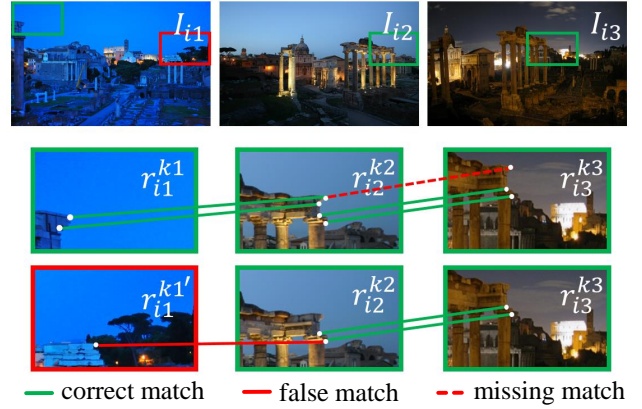 I_{i1} I_{i2} I_{i3}
r_{i1}^{k1} r_{i2}^{k2} r_{i3}^{k3}
r_{i1}^{k1'} r_{i2}^{k2} r_{i3}^{k3}
correct match false match missing match